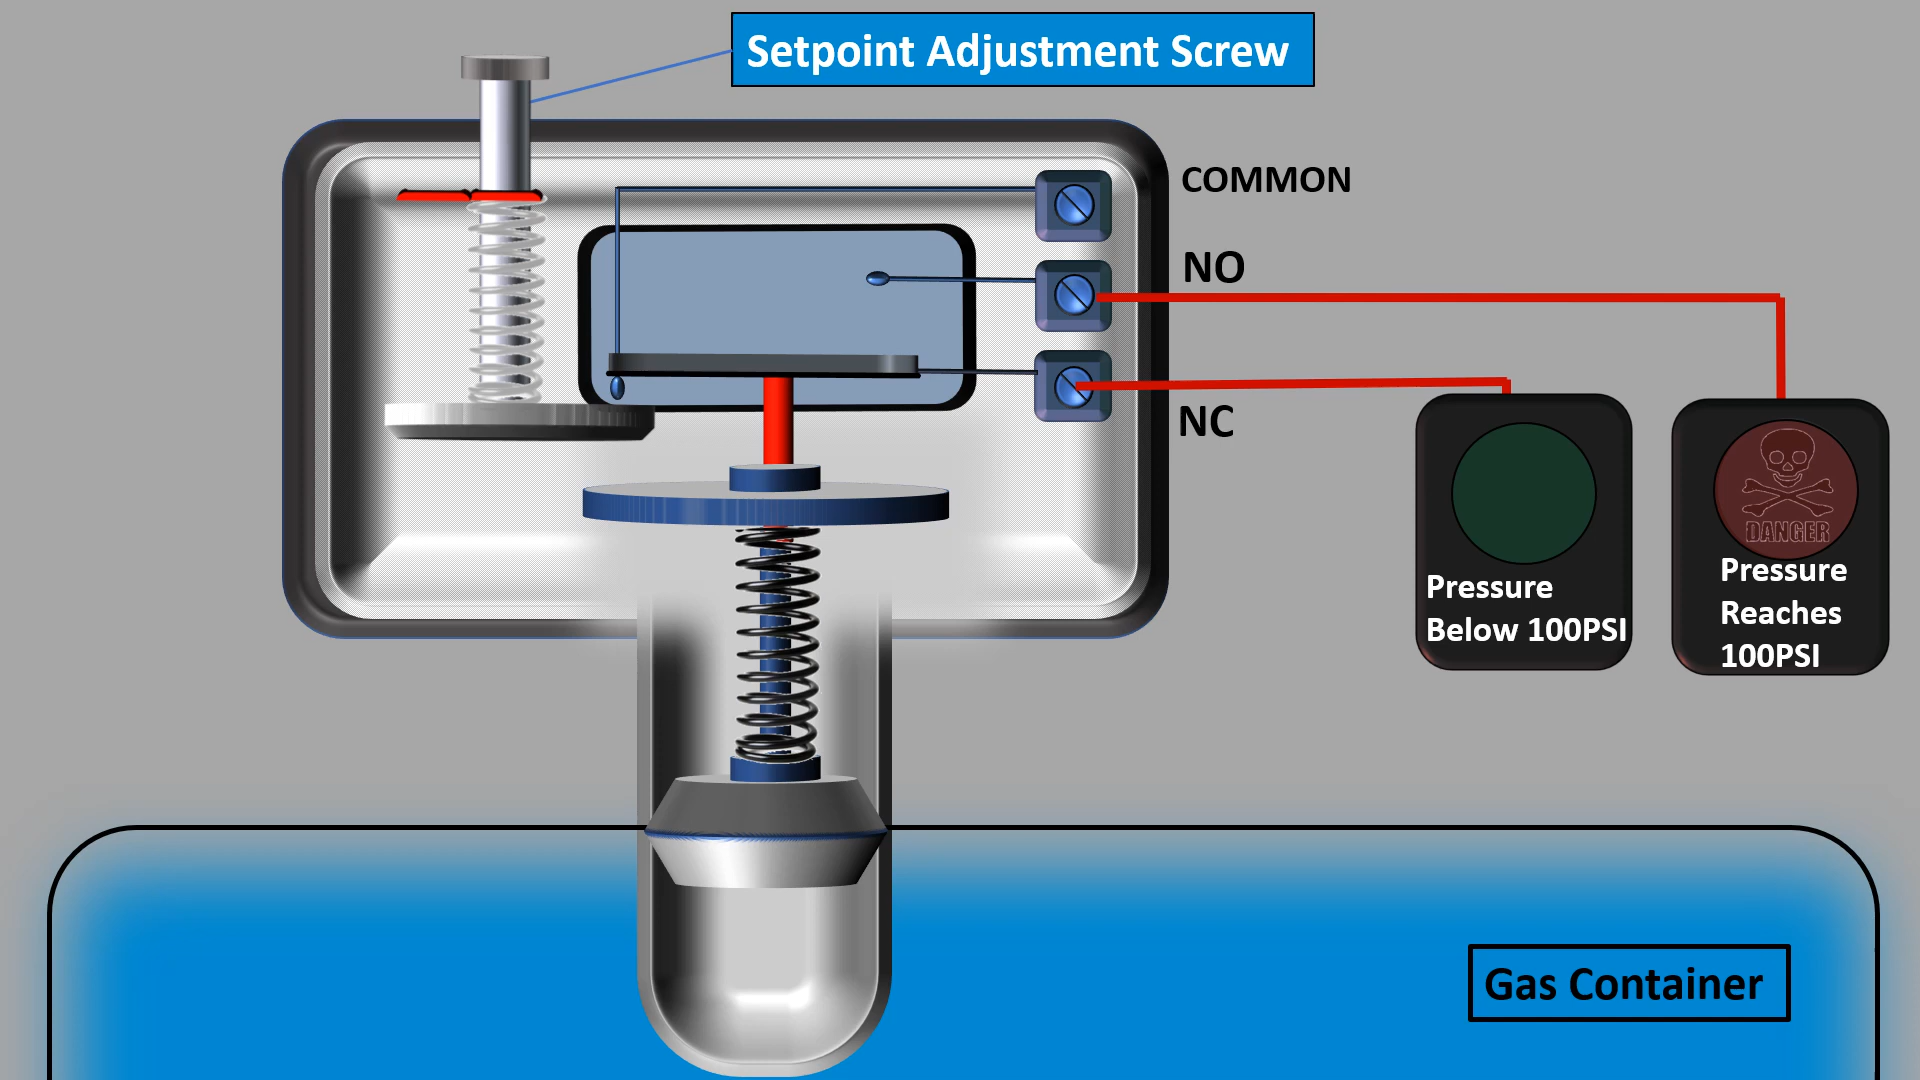 Setpoint Adjustment Screw
COMMON
NO
NC
Pressure
Below 100PSI
DANGER
Pressure
Reaches
100PSI
Gas Container